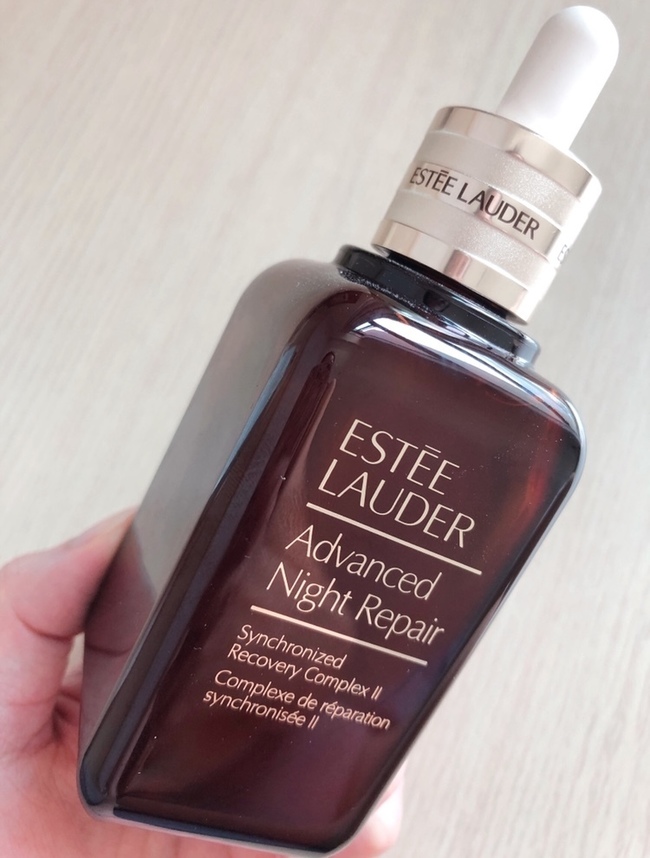 ESTĒE LAUDER
ESTĒE
LAUDER
Advanced
Night Repair
Synchronized
Recovery Complex II
Complexe de réparation
synchronisée II